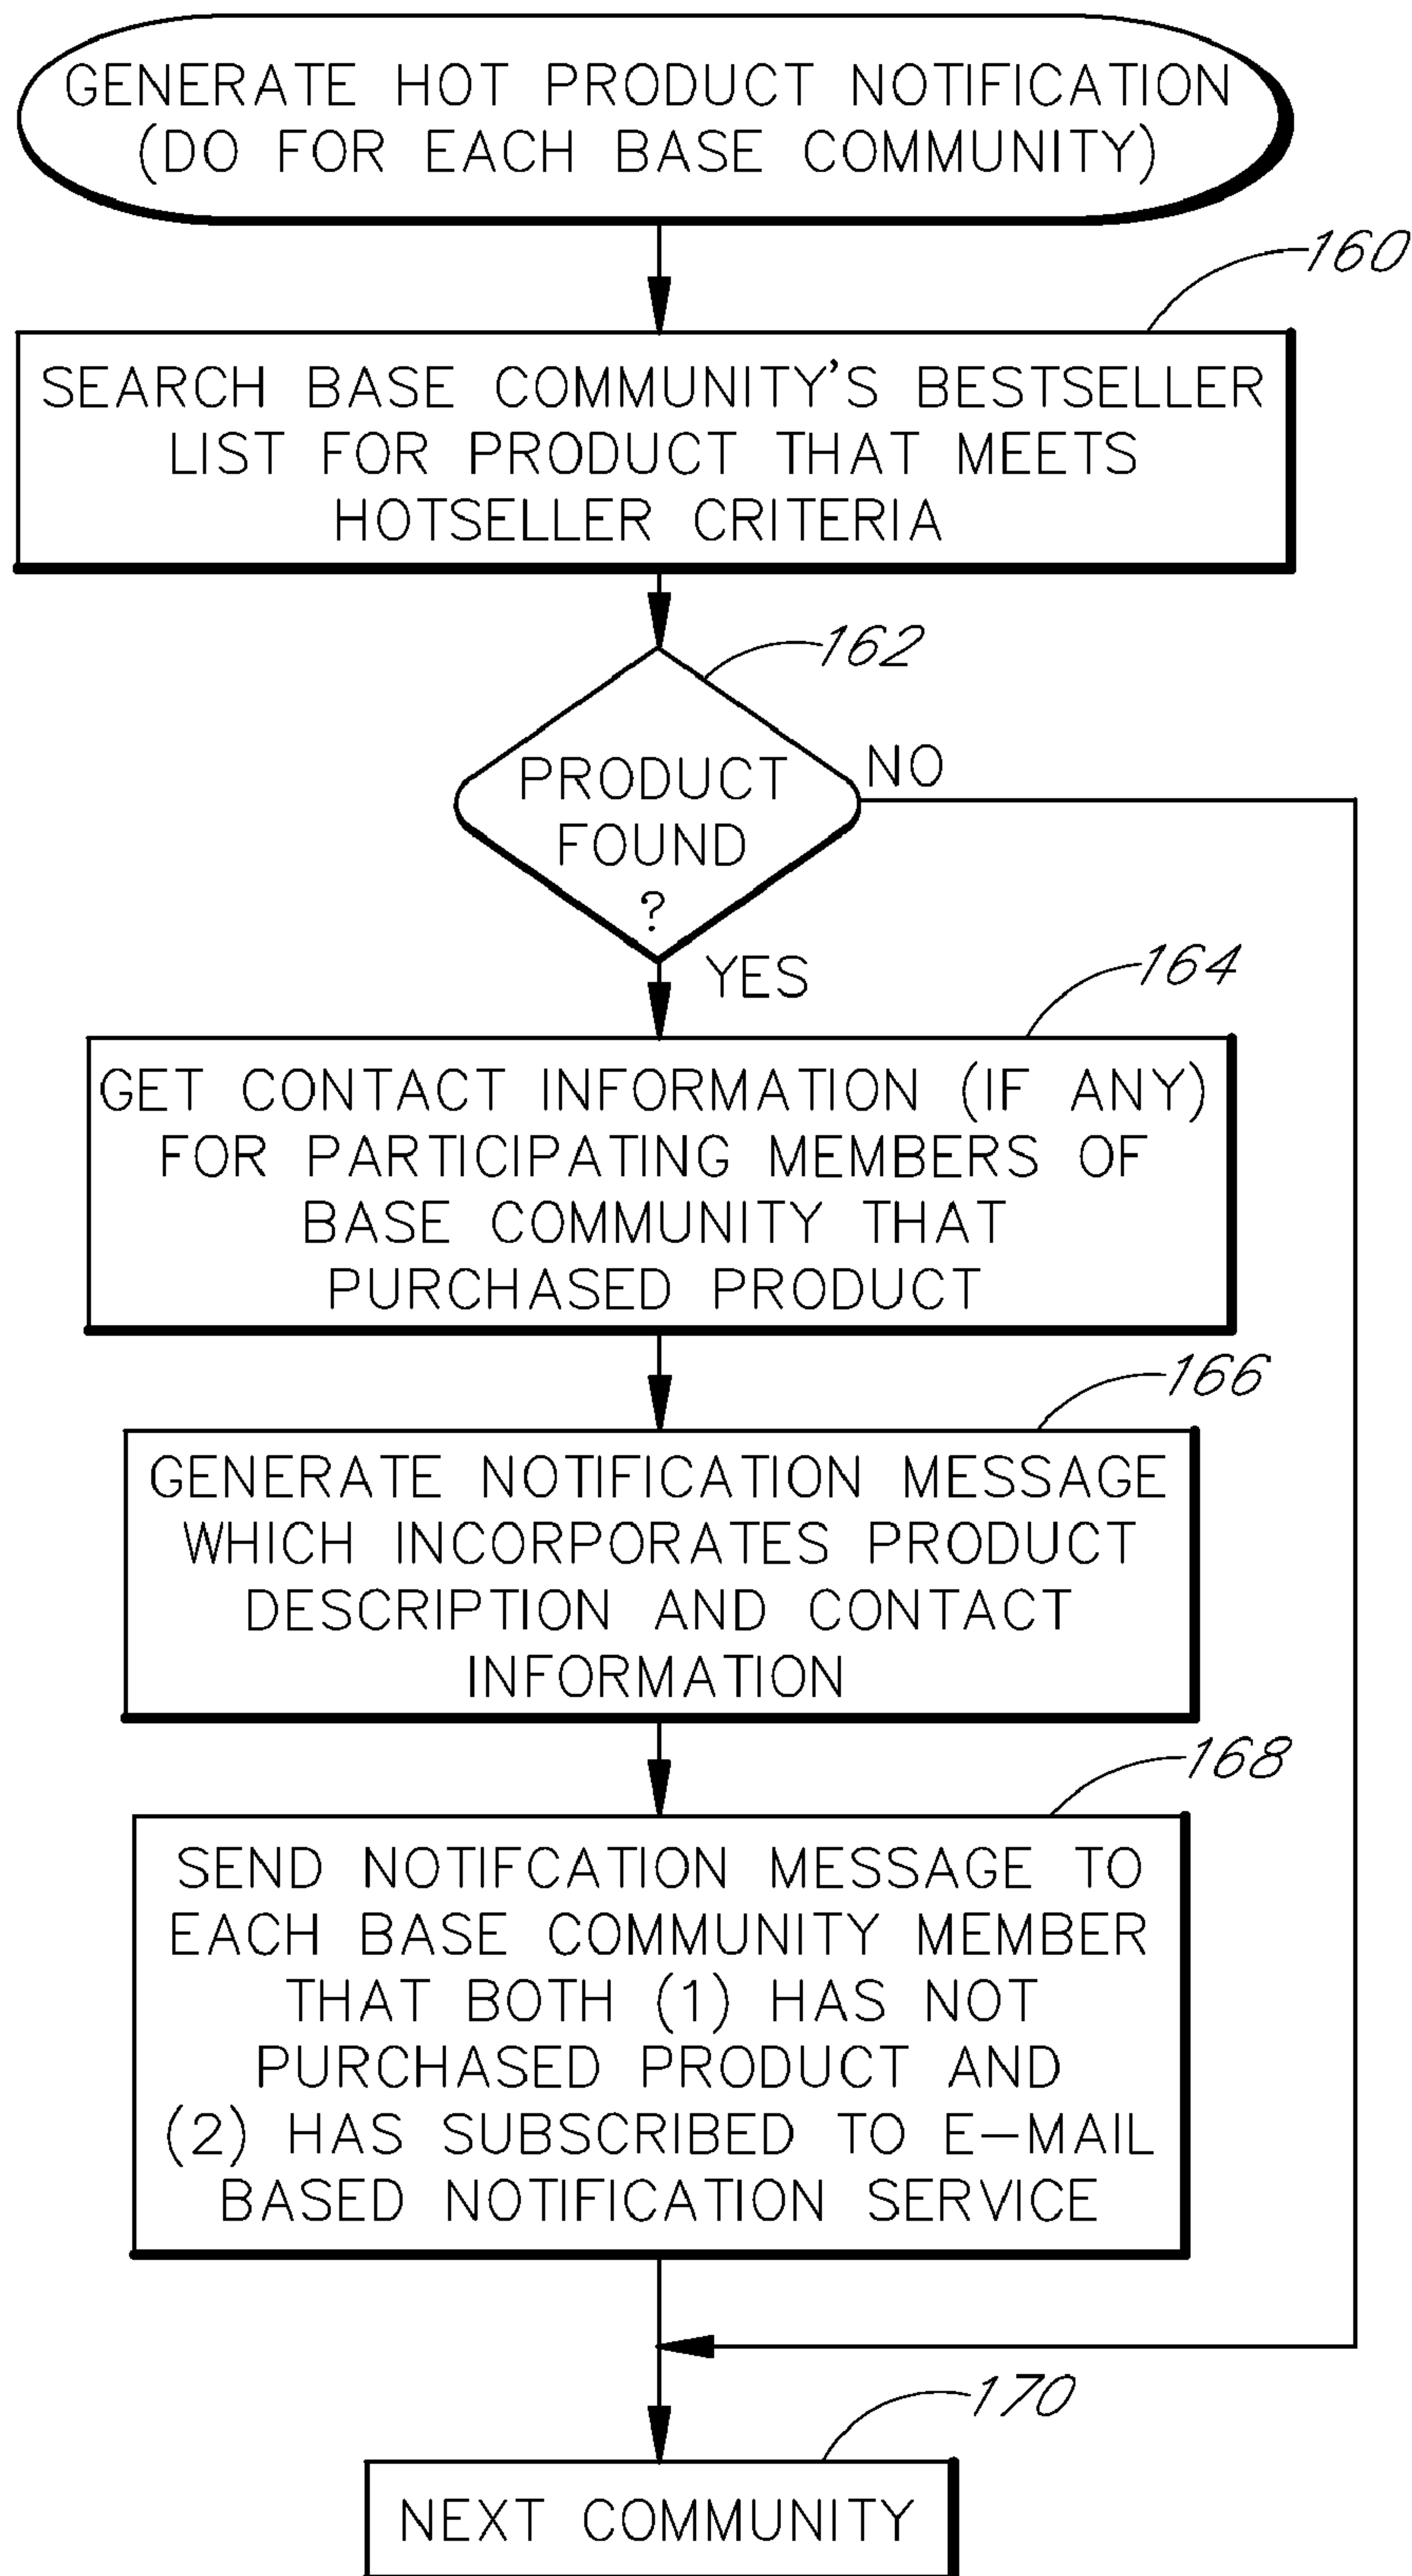 GENERATE HOT PRODUCT NOTIFICATION
(DO FOR EACH BASE COMMUNITY)
160
SEARCH BASE COMMUNITY'S BESTSELLER
LIST FOR PRODUCT THAT MEETS
HOTSELLER CRITERIA
162
PRODUCT
FOUND
?
NO
YES
164
GET CONTACT INFORMATION (IF ANY)
FOR PARTICIPATING MEMBERS OF
BASE COMMUNITY THAT
PURCHASED PRODUCT
166
GENERATE NOTIFICATION MESSAGE
WHICH INCORPORATES PRODUCT
DESCRIPTION AND CONTACT
INFORMATION
168
SEND NOTIFCATION MESSAGE TO
EACH BASE COMMUNITY MEMBER
THAT BOTH (1) HAS NOT
PURCHASED PRODUCT AND
(2) HAS SUBSCRIBED TO E-MAIL
BASED NOTIFICATION SERVICE
170
NEXT COMMUNITY